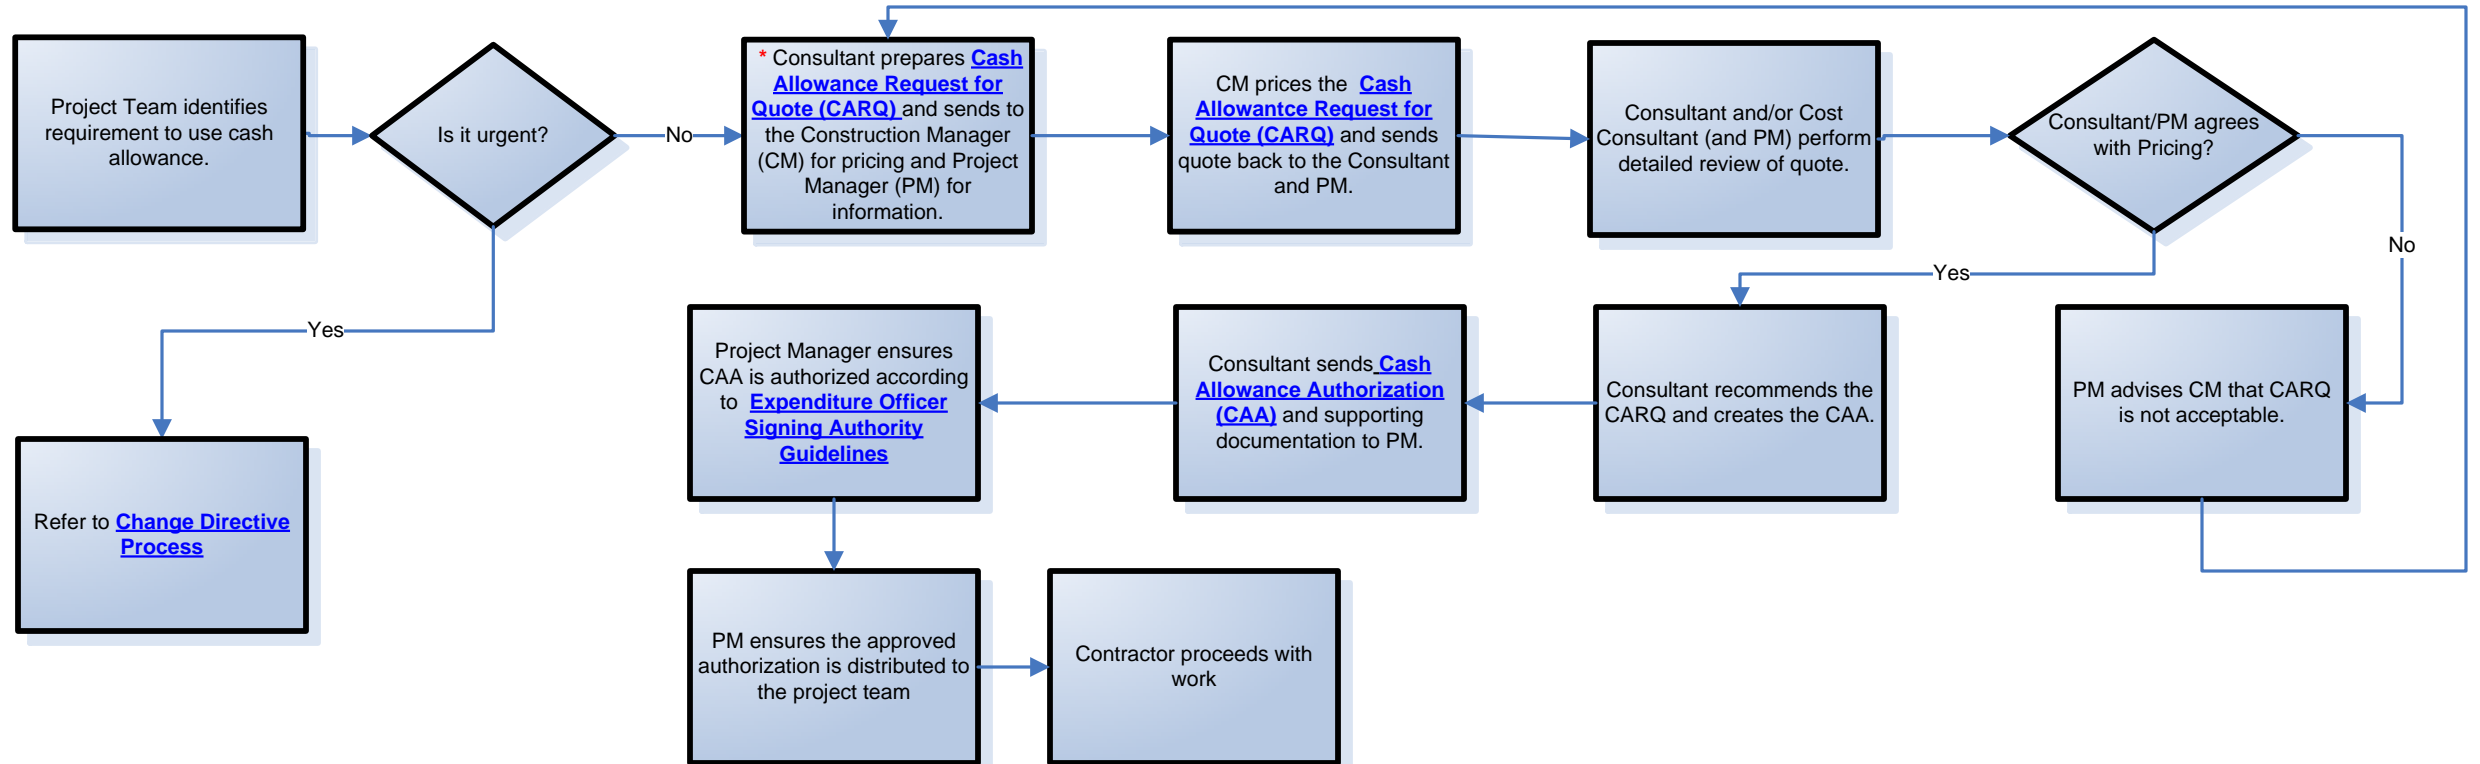 Project Team identifies
requirement to use cash
allowance.
Is it urgent?
No
* Consultant prepares Cash
Allowance Request for
Quote (CARQ) and sends to
the Construction Manager
(CM) for pricing and Project
Manager (PM) for
information.
CM prices the Cash
Allowantce Request for
Quote (CARQ) and sends
quote back to the Consultant
and PM.
Consultant and/or Cost
Consultant (and PM) perform
detailed review of quote.
Consultant/PM agrees
with Pricing?
No
Yes
Yes
Project Manager ensures
CAA is authorized according
to Expenditure Officer
Signing Authority
Guidelines
Consultant sends Cash
Allowance Authorization
(CAA) and supporting
documentation to PM.
Consultant recommends the
CARQ and creates the CAA.
PM advises CM that CARQ
is not acceptable.
Refer to Change Directive
Process
PM ensures the approved
authorization is distributed to
the project team
Contractor proceeds with
work